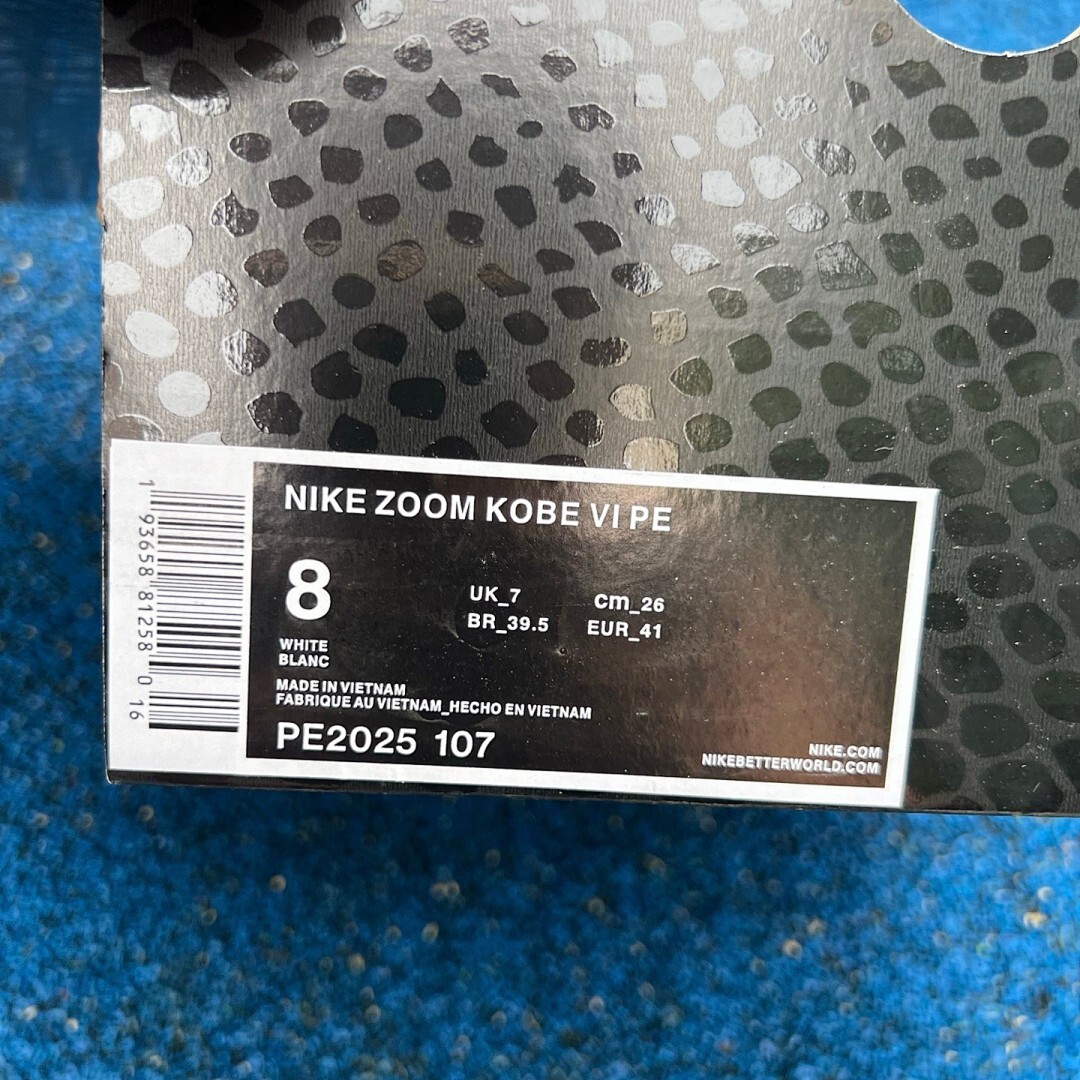 NIKE ZOOM KOBE VI PE
8
UK_7 cm_26
BR_39.5 EUR_41
WHITE
BLANC
MADE IN VIETNAM
FABRIQUE AU VIETNAM_HECHO EN VIETNAM
PE2025 107
NIKE.COM
NIKEBETTERWORLD.COM
1 93658 81258 0 16